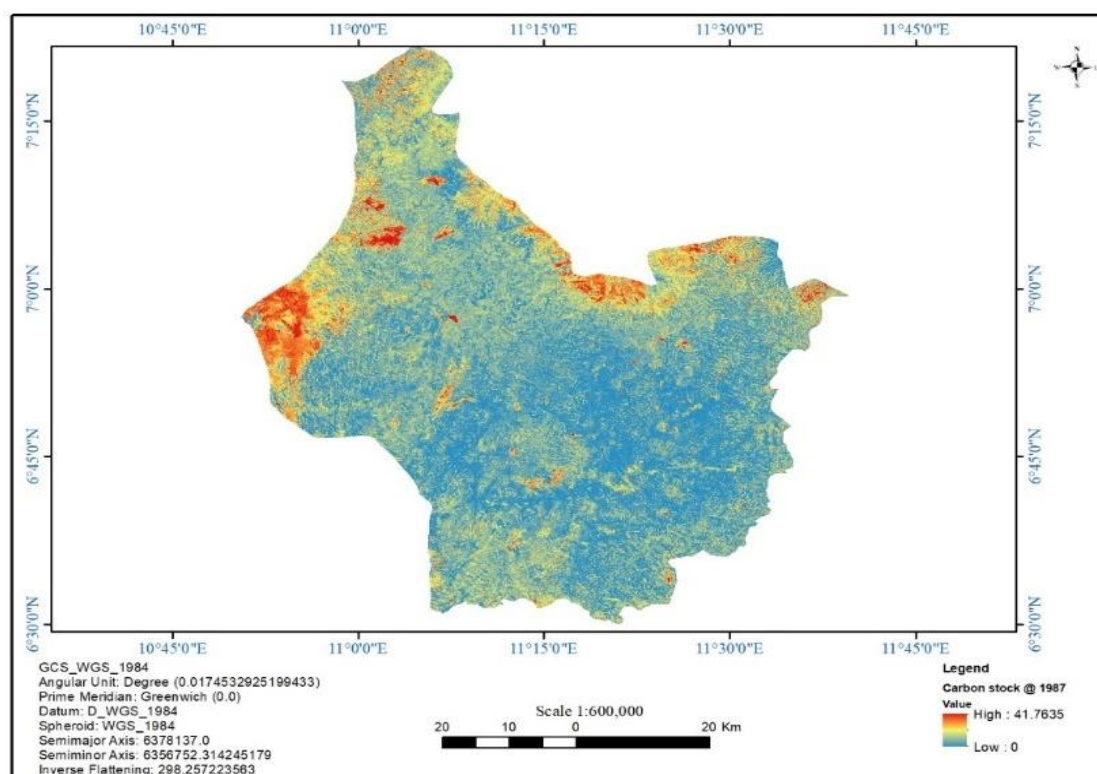 10°45'0"E 11°0'0"E 11°15'0"E 11°30'0"E 11°45'0"E
N
W
S
7°15'0"N 7°15'0"N
7°0'0"N 7°0'0"N
6°45'0"N 6°45'0"N
6°30'0"N 6°30'0"N
10°45'0"E 11°0'0"E 11°15'0"E 11°30'0"E 11°45'0"E
GCS_WGS_1984
Angular Unit: Degree (0.0174532925199433)
Prime Meridian: Greenwich (0.0)
Datum: D_WGS_1984
Spheroid: WGS_1984
Semimajor Axis: 6378137.0
Semiminor Axis: 6356752.314245179
Inverse Flattening: 298.257223563
Scale 1:600,000
20 10 0 20 Km
Legend
Carbon stock @ 1987
Value
High : 41.7635
Low : 0